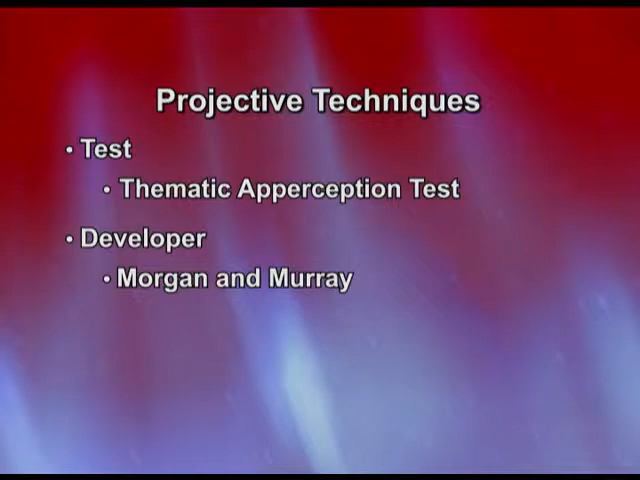 Projective Techniques
• Test
• Thematic Apperception Test
• Developer
• Morgan and Murray